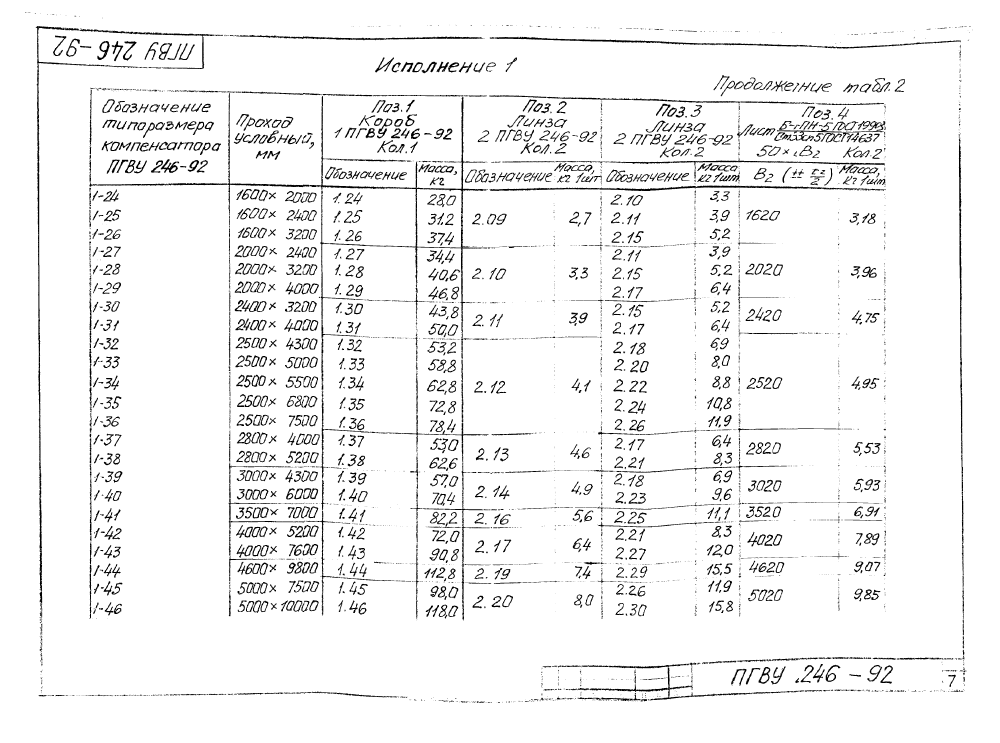 ПГВУ 246-92
Исполнение 1
Продолжение табл. 2
Обозначение типоразмера компенсатора ПГВУ 246-92 | Проход условный, мм | Поз.1 Короб 1 ПГВУ 246-92 Кол.1 | Поз.2 Линза 2 ПГВУ 246-92 Кол.2 | Поз.3 Линза 2 ПГВУ 246-92 Кол.2 | Поз.4 Лист 50× B2 Кол 2
Обозначение | Масса, кг | Обозначение | Масса, кг 1шт | Обозначение | Масса кг 1шт | B2 | Масса, кг 1шт
1-24 1600× 2000 1.24 28,0 2.10 3,3
1-25 1600× 2400 1.25 31,2 2.09 2,7 2.11 3,9 1620 3,18
1-26 1600× 3200 1.26 37,4 2.15 5,2
1-27 2000× 2400 1.27 34,4 2.11 3,9
1-28 2000× 3200 1.28 40,6 2.10 3,3 2.15 5,2 2020 3,96
1-29 2000× 4000 1.29 46,8 2.17 6,4
1-30 2400× 3200 1.30 43,8 2.11 3,9 2.15 5,2 2420 4,75
1-31 2400× 4000 1.31 50,0 2.17 6,4
1-32 2500× 4300 1.32 53,2 2.18 6,9
1-33 2500× 5000 1.33 58,8 2.20 8,0
1-34 2500× 5500 1.34 62,8 2.12 4,1 2.22 8,8 2520 4,95
1-35 2500× 6800 1.35 72,8 2.24 10,8
1-36 2500× 7500 1.36 78,4 2.26 11,9
1-37 2800× 4000 1.37 53,0 2.13 4,6 2.17 6,4 2820 5,53
1-38 2800× 5200 1.38 62,6 2.21 8,3
1-39 3000× 4300 1.39 57,0 2.14 4,9 2.18 6,9 3020 5,93
1-40 3000× 6000 1.40 70,4 2.23 9,6
1-41 3500× 7000 1.41 82,2 2.16 5,6 2.25 11,1 3520 6,91
1-42 4000× 5200 1.42 72,0 2.17 6,4 2.21 8,3 4020 7,89
1-43 4000× 7600 1.43 90,8 2.27 12,0
1-44 4600× 9800 1.44 112,8 2.19 7,4 2.29 15,5 4620 9,07
1-45 5000× 7500 1.45 98,0 2.20 8,0 2.26 11,9 5020 9,85
1-46 5000×10000 1.46 118,0 2.30 15,8
ПГВУ .246-92
7